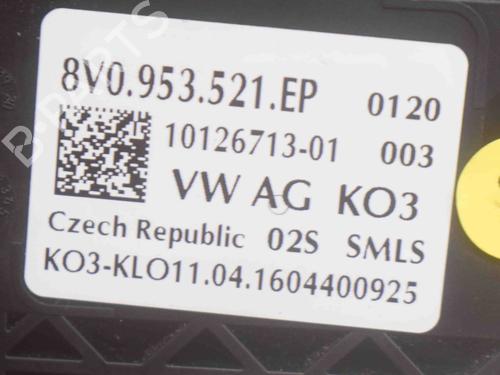 8V0.953.521.EP 0120
10126713-01 003
VW AG KO3
Czech Republic 02S SMLS
KO3-KLO11.04.1604400925
B-PARTS